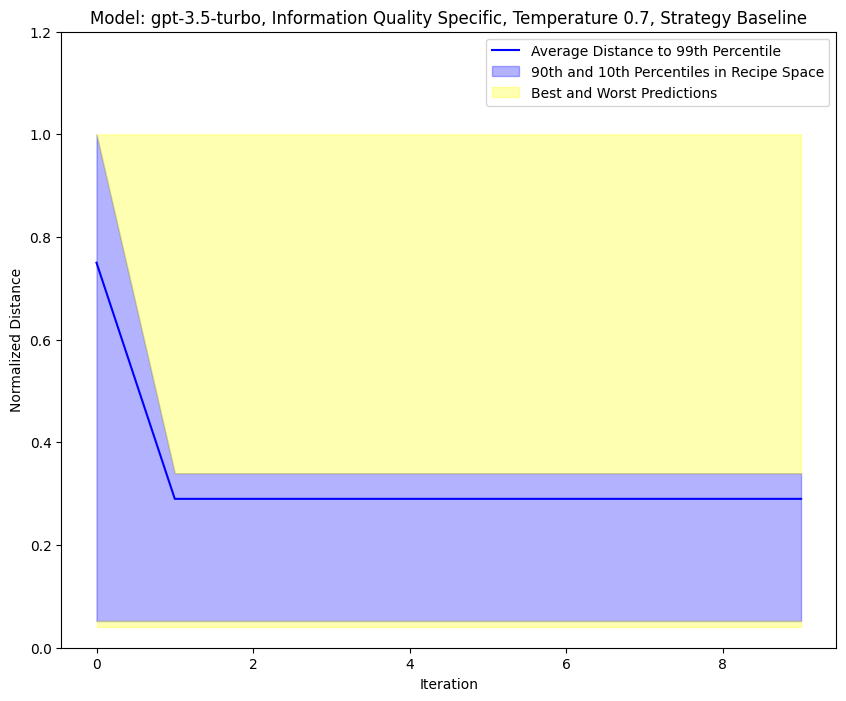 Model: gpt-3.5-turbo, Information Quality Specific, Temperature 0.7, Strategy Baseline
Average Distance to 99th Percentile
90th and 10th Percentiles in Recipe Space
Best and Worst Predictions
Normalized Distance
1.2
1.0
0.8
0.6
0.4
0.2
0.0
0 2 4 6 8
Iteration